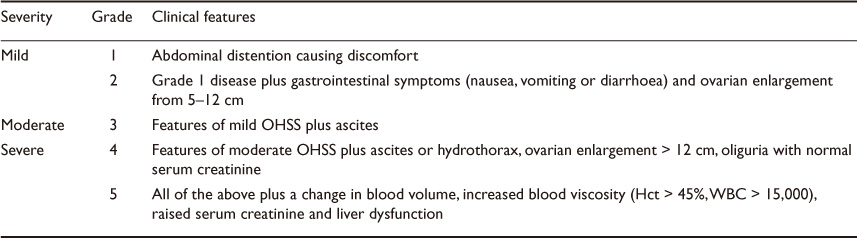 Severity Grade Clinical features
Mild 1 Abdominal distention causing discomfort
2 Grade 1 disease plus gastrointestinal symptoms (nausea, vomiting or diarrhoea) and ovarian enlargement
from 5–12 cm
Moderate 3 Features of mild OHSS plus ascites
Severe 4 Features of moderate OHSS plus ascites or hydrothorax, ovarian enlargement > 12 cm, oliguria with normal
serum creatinine
5 All of the above plus a change in blood volume, increased blood viscosity (Hct > 45%, WBC > 15,000),
raised serum creatinine and liver dysfunction